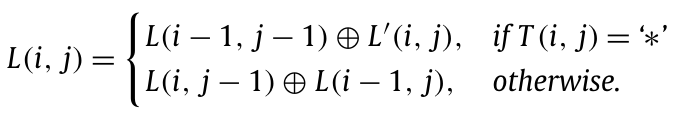 L(i, j) = { L(i − 1, j − 1) ⊕ L′(i, j), if T(i, j) = ‘*’
L(i, j − 1) ⊕ L(i − 1, j), otherwise.